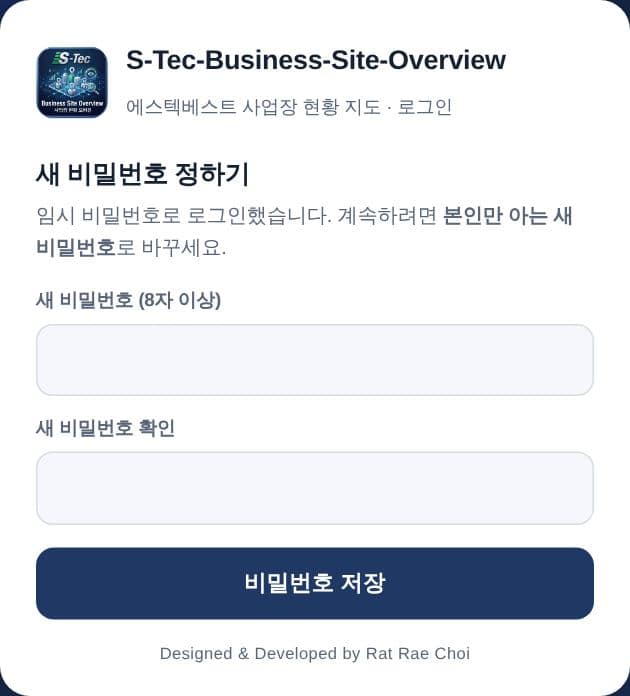 S-Tec
Business Site Overview
S-Tec-Business-Site-Overview
에스텍베스트 사업장 현황 지도 · 로그인
새 비밀번호 정하기
임시 비밀번호로 로그인했습니다. 계속하려면 본인만 아는 새
비밀번호로 바꾸세요.
새 비밀번호 (8자 이상)
새 비밀번호 확인
비밀번호 저장
Designed & Developed by Rat Rae Choi